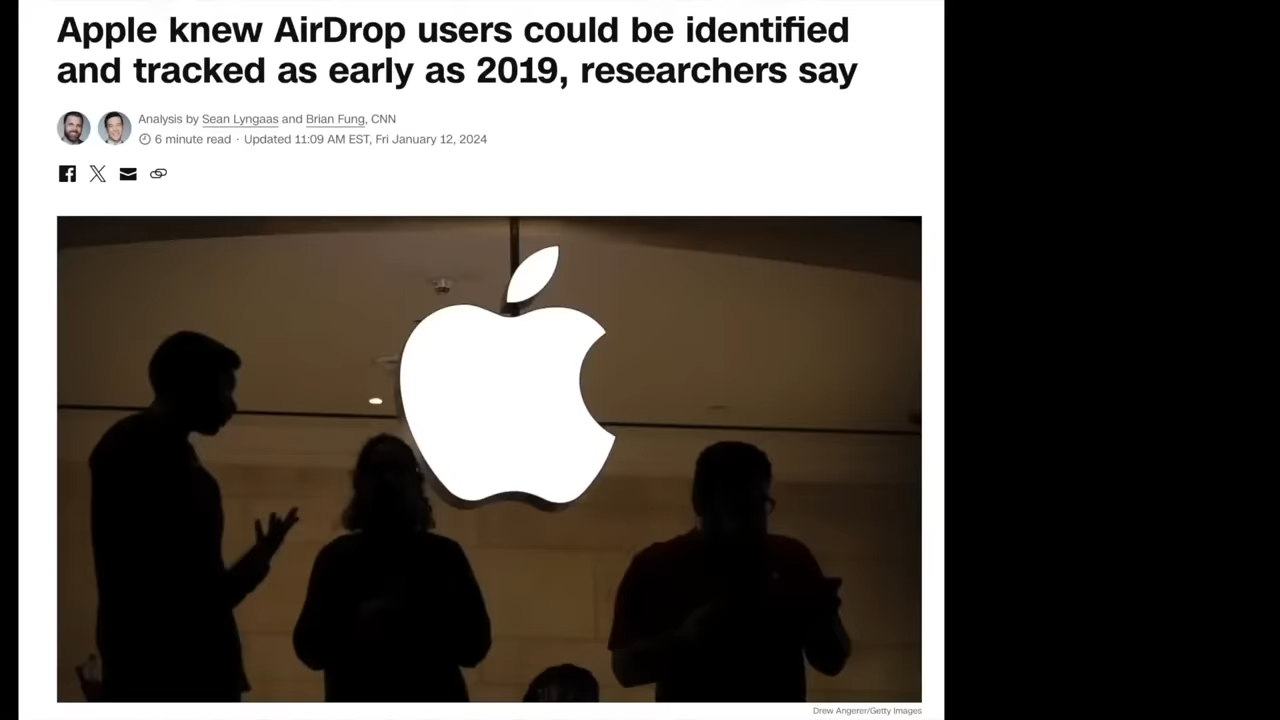 Apple knew AirDrop users could be identified
and tracked as early as 2019, researchers say
Analysis by Sean Lyngaas and Brian Fung, CNN
6 minute read · Updated 11:09 AM EST, Fri January 12, 2024
Drew Angerer/Getty Images